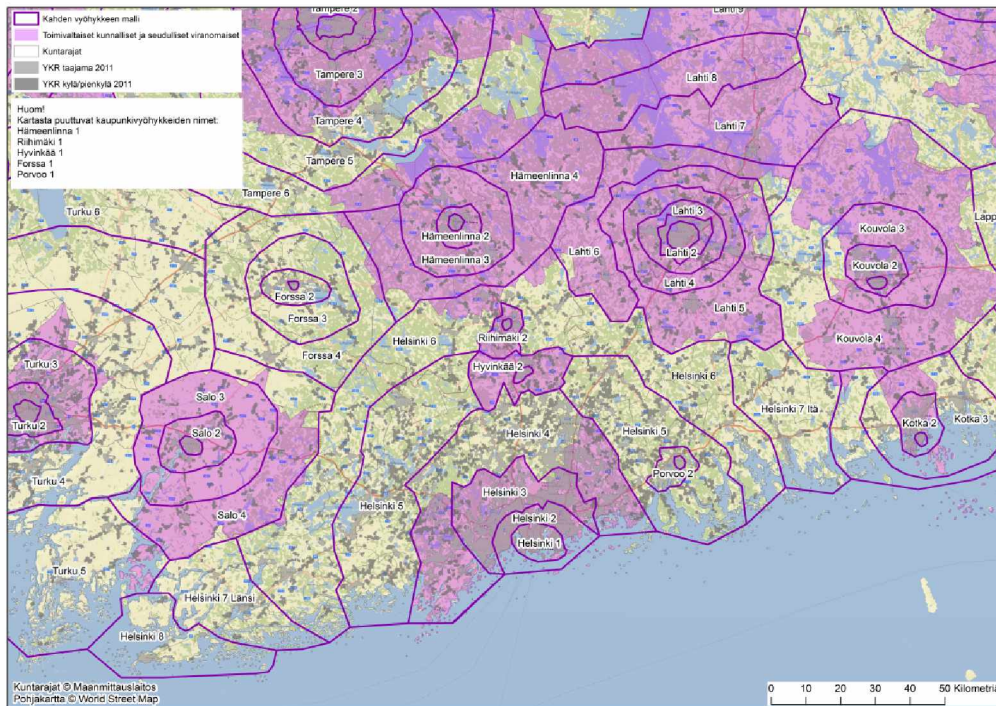 Kahden vyöhykkeen malli
Toimivaltaiset kunnalliset ja seudulliset viranomaiset
Kuntarajat
YKR taajama 2011
YKR kylä/pienkylä 2011
Huom!
Kartasta puuttuvat kaupunkivyöhykkeiden nimet:
Hämeenlinna 1
Riihimäki 1
Hyvinkää 1
Forssa 1
Porvoo 1
Tampere 2
Lahti 9
Tampere 3
Lahti 8
Tampere 4
Lahti 7
Tampere 5
Hämeenlinna 4
Tampere 6
Turku 6
Lahti 3
Lapp
Kouvola 3
Hämeenlinna 2
Lahti 6
Lahti 2
Hämeenlinna 3
Kouvola 2
Lahti 4
Forssa 2
Lahti 5
Forssa 3
Helsinki 6
Riihimäki 2
Kouvola 4
Forssa 4
Turku 3
Hyvinkää 2
Helsinki 6
Salo 3
Helsinki 7 Itä
Turku 2
Salo 2
Helsinki 4
Helsinki 5
Kotka 2
Kotka 3
Porvoo 2
Turku 4
Helsinki 3
Helsinki 5
Salo 4
Helsinki 2
Helsinki 1
Turku 5
Helsinki 7 Länsi
Helsinki 8
Kuntarajat © Maanmittauslaitos
Pohjakartta © World Street Map
0 10 20 30 40 50 Kilometriä